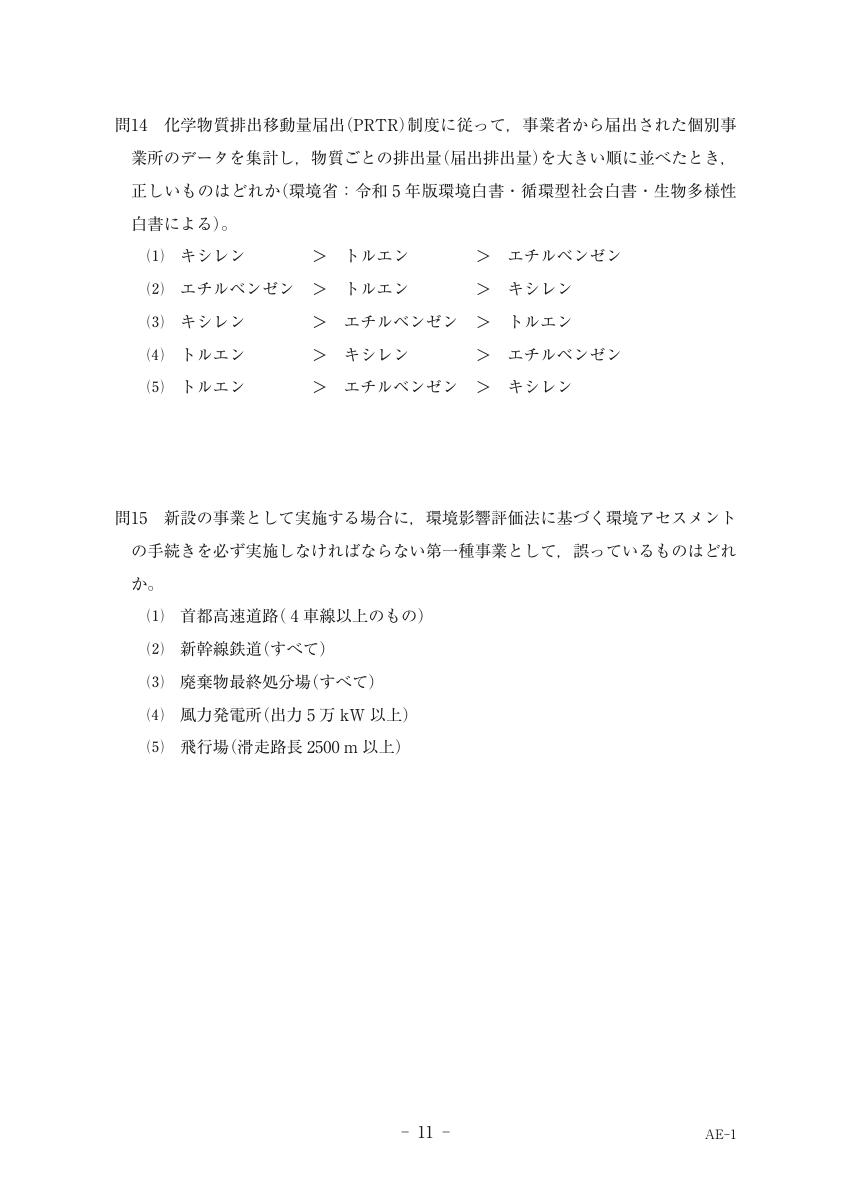 問14　化学物質排出移動量届出(PRTR)制度に従って，事業者から届出された個別事
業所のデータを集計し，物質ごとの排出量(届出排出量)を大きい順に並べたとき，
正しいものはどれか(環境省：令和 5 年版環境白書・循環型社会白書・生物多様性
白書による)。
(1)　キシレン　＞　トルエン　＞　エチルベンゼン
(2)　エチルベンゼン　＞　トルエン　＞　キシレン
(3)　キシレン　＞　エチルベンゼン　＞　トルエン
(4)　トルエン　＞　キシレン　＞　エチルベンゼン
(5)　トルエン　＞　エチルベンゼン　＞　キシレン
問15　新設の事業として実施する場合に，環境影響評価法に基づく環境アセスメント
の手続きを必ず実施しなければならない第一種事業として，誤っているものはどれ
か。
(1)　首都高速道路( 4 車線以上のもの)
(2)　新幹線鉄道(すべて)
(3)　廃棄物最終処分場(すべて)
(4)　風力発電所(出力 5 万 kW 以上)
(5)　飛行場(滑走路長 2500 m 以上)
– 11 –
AE–1